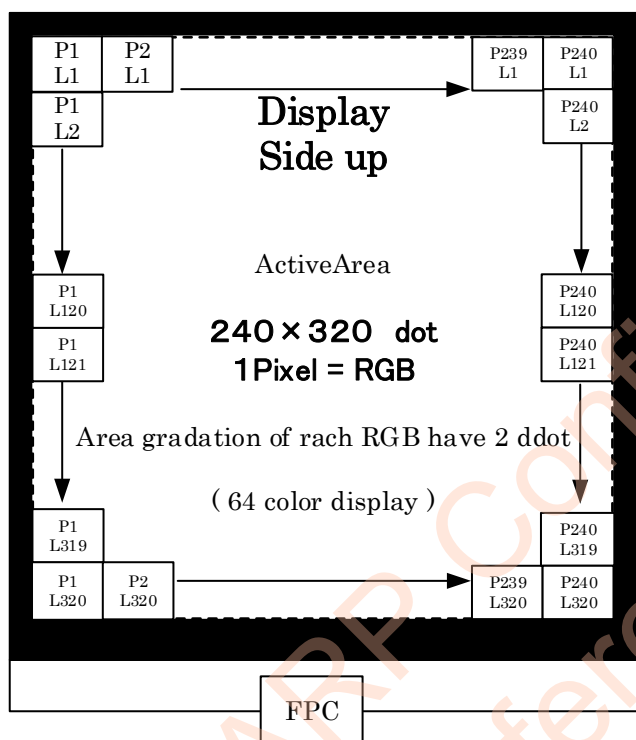 P1 P2 P239 P240
L1 L1 L1 L1
P1 P240
L2 L2
Display
Side up
ActiveArea
P1 P240
L120 L120
240×320 dot
P1 P240
L121 L121
1Pixel = RGB
Area gradation of rach RGB have 2 ddot
( 64 color display )
P1 P240
L319 L319
P1 P2 P239 P240
L320 L320 L320 L320
FPC